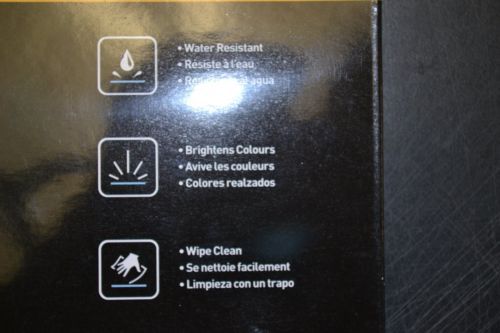 • Water Resistant
• Résiste à l'eau
• al agua
• Brightens Colours
• Avive les couleurs
• Colores realzados
• Wipe Clean
• Se nettoie facilement
• Limpieza con un trapo